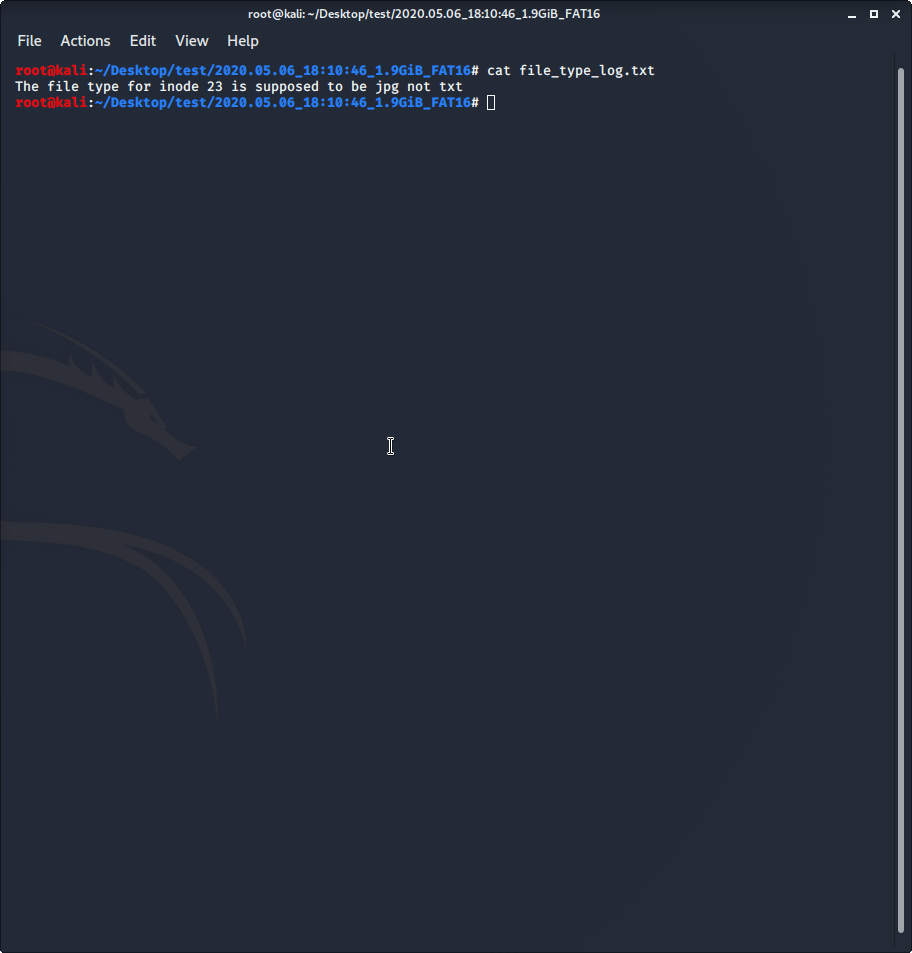 root@kali: ~/Desktop/test/2020.05.06_18:10:46_1.9GiB_FAT16
File Actions Edit View Help
root@kali:~/Desktop/test/2020.05.06_18:10:46_1.9GiB_FAT16# cat file_type_log.txt
The file type for inode 23 is supposed to be jpg not txt
root@kali:~/Desktop/test/2020.05.06_18:10:46_1.9GiB_FAT16#